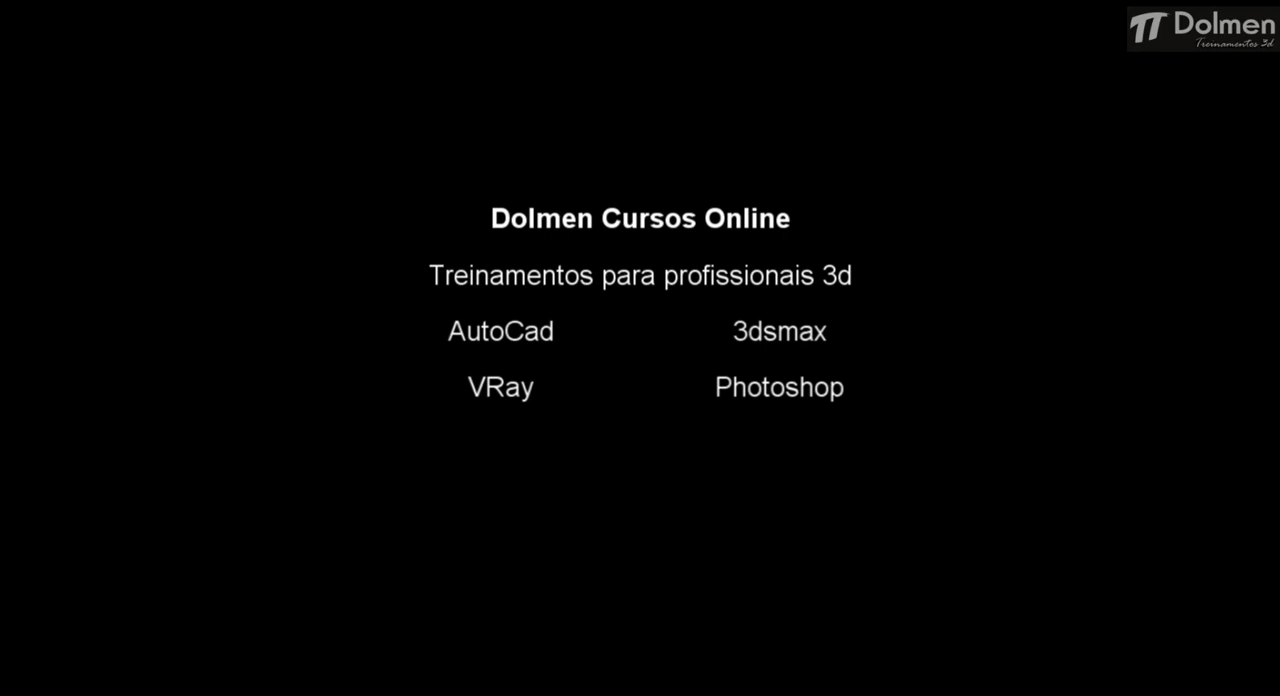 Dolmen
Treinamentos 3d
Dolmen Cursos Online
Treinamentos para profissionais 3d
AutoCad 3dsmax
VRay Photoshop